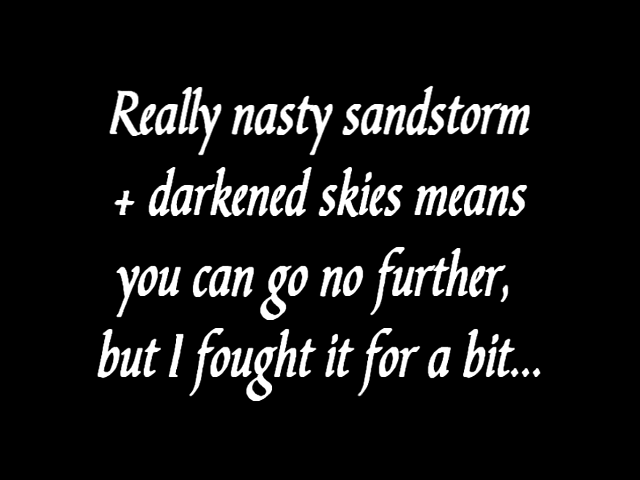 Really nasty sandstorm
+ darkened skies means
you can go no further,
but I fought it for a bit...